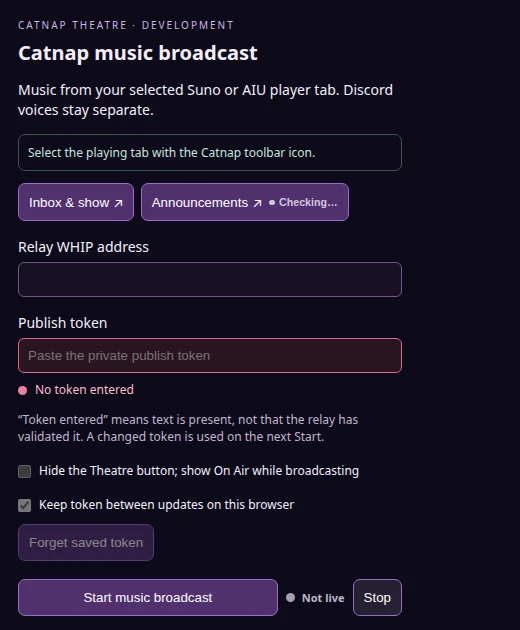 CATNAP THEATRE · DEVELOPMENT
Catnap music broadcast
Music from your selected Suno or AIU player tab. Discord
voices stay separate.
Select the playing tab with the Catnap toolbar icon.
Inbox & show ↗ Announcements ↗ Checking…
Relay WHIP address
Publish token
Paste the private publish token
No token entered
“Token entered” means text is present, not that the relay has
validated it. A changed token is used on the next Start.
Hide the Theatre button; show On Air while broadcasting
Keep token between updates on this browser
Forget saved token
Start music broadcast Not live Stop